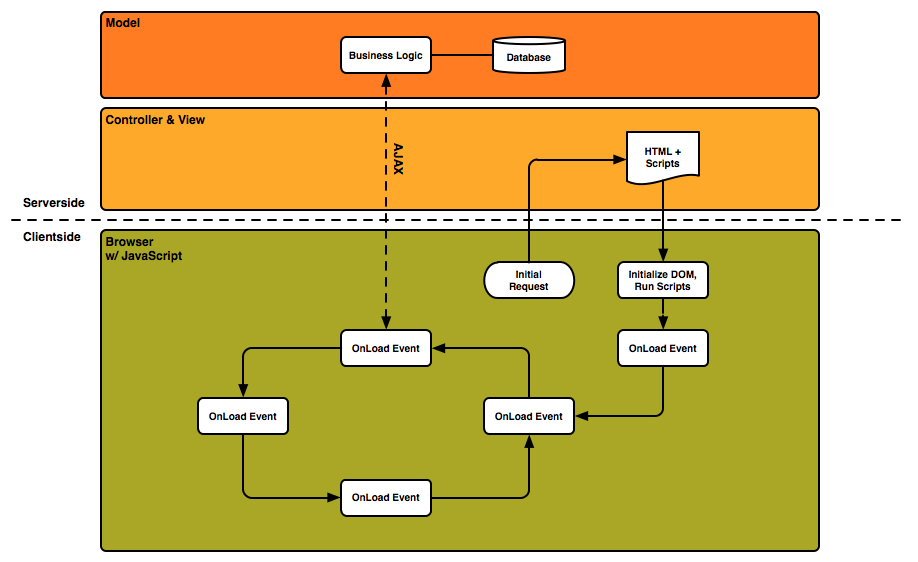 Model
Business Logic
Database
Controller & View
AJAX
HTML +
Scripts
Serverside
Clientside
Browser
w/ JavaScript
Initial
Request
Initialize DOM,
Run Scripts
OnLoad Event
OnLoad Event
OnLoad Event
OnLoad Event
OnLoad Event